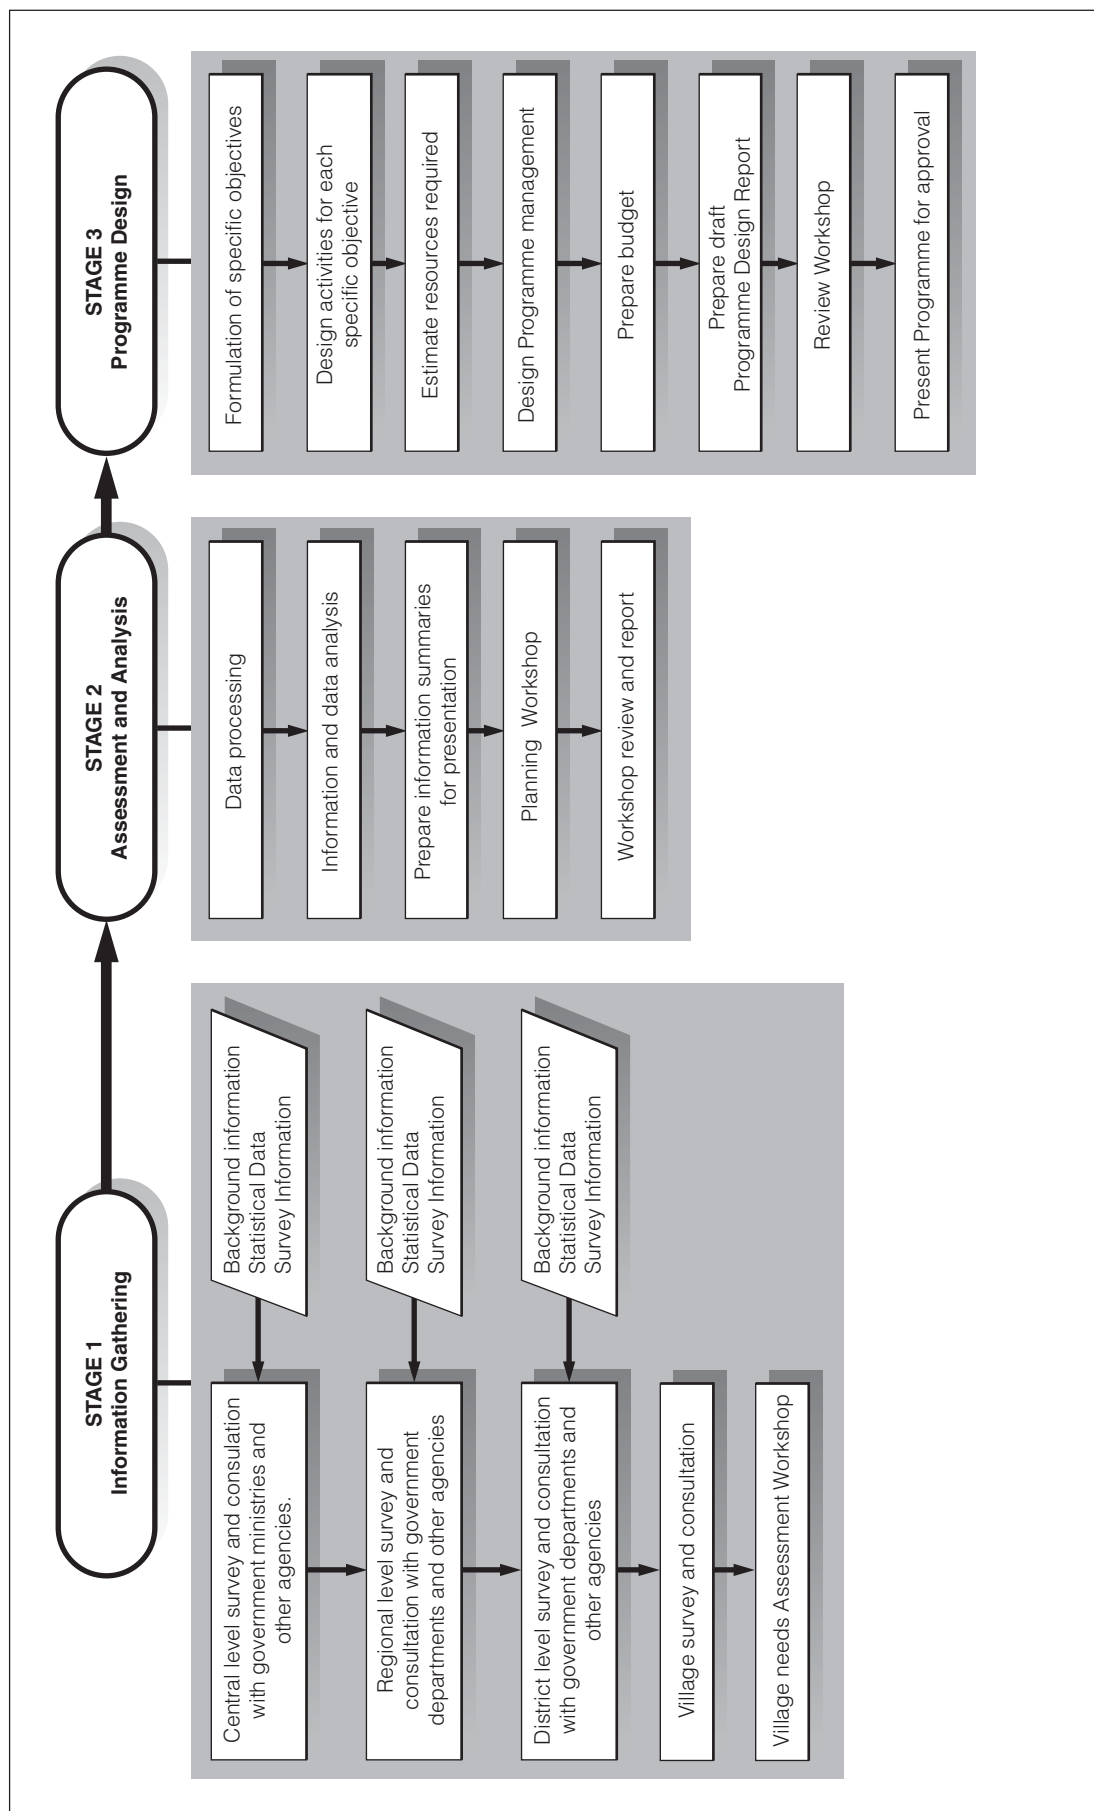 STAGE 1
Information Gathering
Central level survey and consulation
with government ministries and
other agencies.
Background information
Statistical Data
Survey Information
Regional level survey and
consultation with government
departments and other agencies
Background information
Statistical Data
Survey Information
District level survey and consultation
with government departments and
other agencies
Background information
Statistical Data
Survey Information
Village survey and consultation
Village needs Assessment Workshop
STAGE 2
Assessment and Analysis
Data processing
Information and data analysis
Prepare information summaries
for presentation
Planning Workshop
Workshop review and report
STAGE 3
Programme Design
Formulation of specific objectives
Design activities for each
specific objective
Estimate resources required
Design Programme management
Prepare budget
Prepare draft
Programme Design Report
Review Workshop
Present Programme for approval